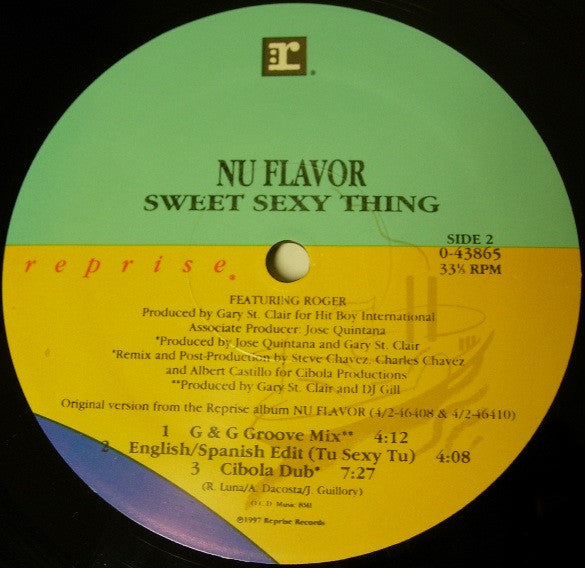 r
NU FLAVOR
SWEET SEXY THING
SIDE 2
0-43865
33⅓ RPM
reprise
FEATURING ROGER
Produced by Gary St. Clair for Hit Boy International
Associate Producer: Jose Quintana
*Produced by Jose Quintana and Gary St. Clair
*Remix and Post-Production by Steve Chavez, Charles Chavez
and Albert Castillo for Cibola Productions
**Produced by Gary St. Clair and DJ Gill
Original version from the Reprise album NU FLAVOR (4/2-46408 & 4/2-46410)
1 G & G Groove Mix** 4:12
2 English/Spanish Edit (Tu Sexy Tu) 4:08
3 Cibola Dub* 7:27
(R. Luna/A. Dacosta/J. Guillory)
O.C.D. Music BMI
℗1997 Reprise Records